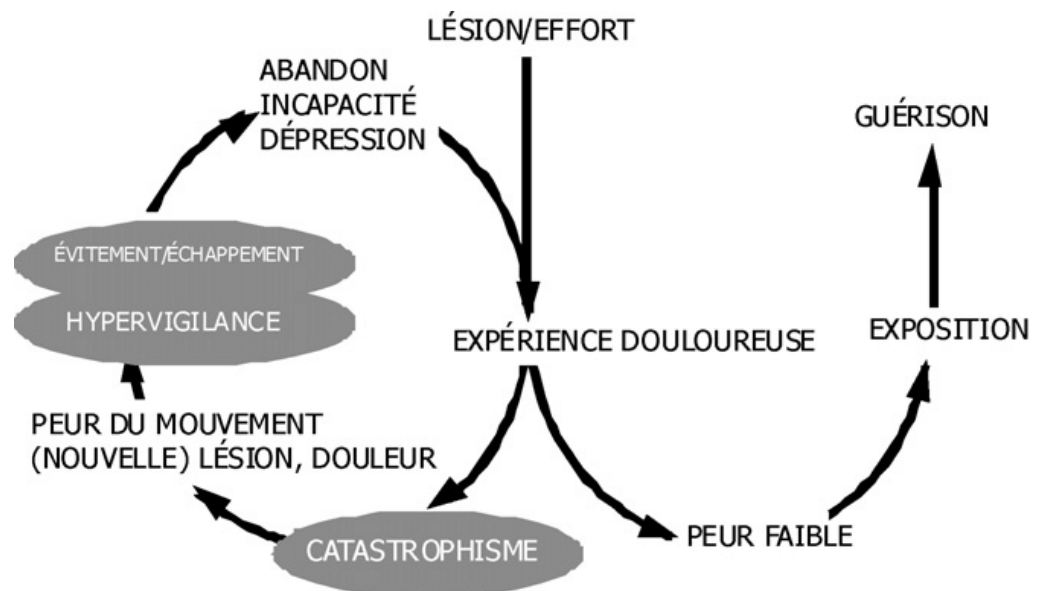 LÉSION/EFFORT
ABANDON
INCAPACITÉ
DÉPRESSION
GUÉRISON
ÉVITEMENT/ÉCHAPPEMENT
HYPERVIGILANCE
EXPÉRIENCE DOULOUREUSE
EXPOSITION
PEUR DU MOUVEMENT
(NOUVELLE) LÉSION, DOULEUR
CATASTROPHISME
PEUR FAIBLE